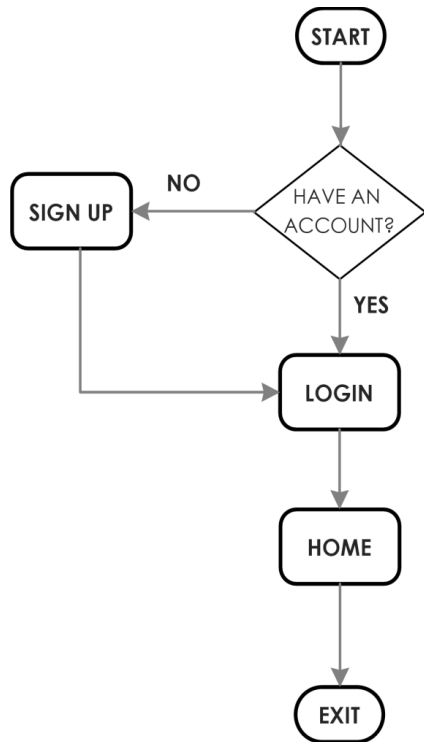 START
HAVE AN
ACCOUNT?
NO
SIGN UP
YES
LOGIN
HOME
EXIT